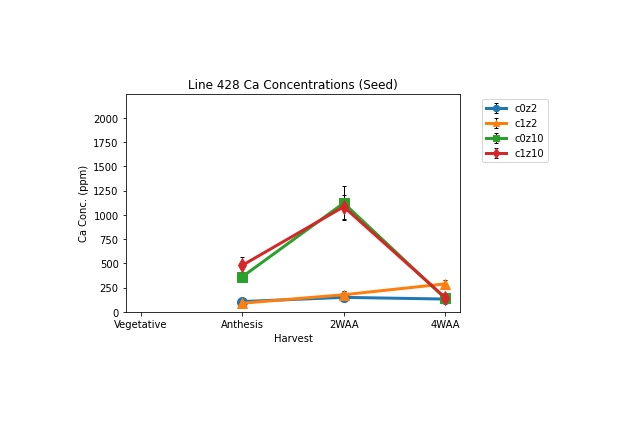 Line 428 Ca Concentrations (Seed)
2000
1750
1500
1250
1000
750
500
250
0
Ca Conc. (ppm)
Vegetative Anthesis 2WAA 4WAA
Harvest
c0z2
c1z2
c0z10
c1z10